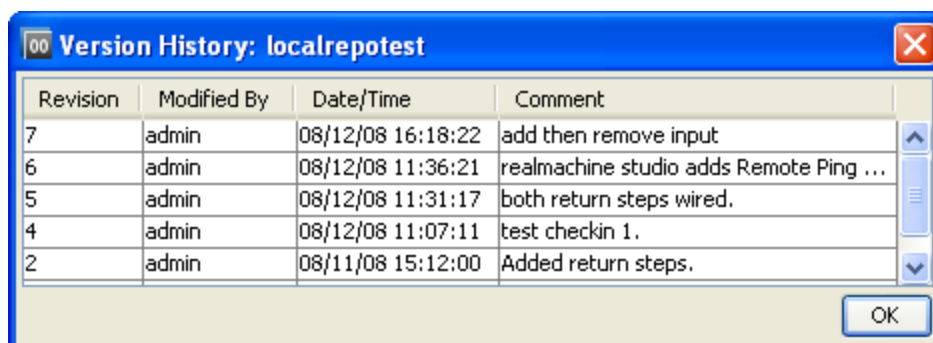 00 Version History: localrepotest
Revision Modified By Date/Time Comment
7 admin 08/12/08 16:18:22 add then remove input
6 admin 08/12/08 11:36:21 realmachine studio adds Remote Ping ...
5 admin 08/12/08 11:31:17 both return steps wired.
4 admin 08/12/08 11:07:11 test checkin 1.
2 admin 08/11/08 15:12:00 Added return steps.
OK